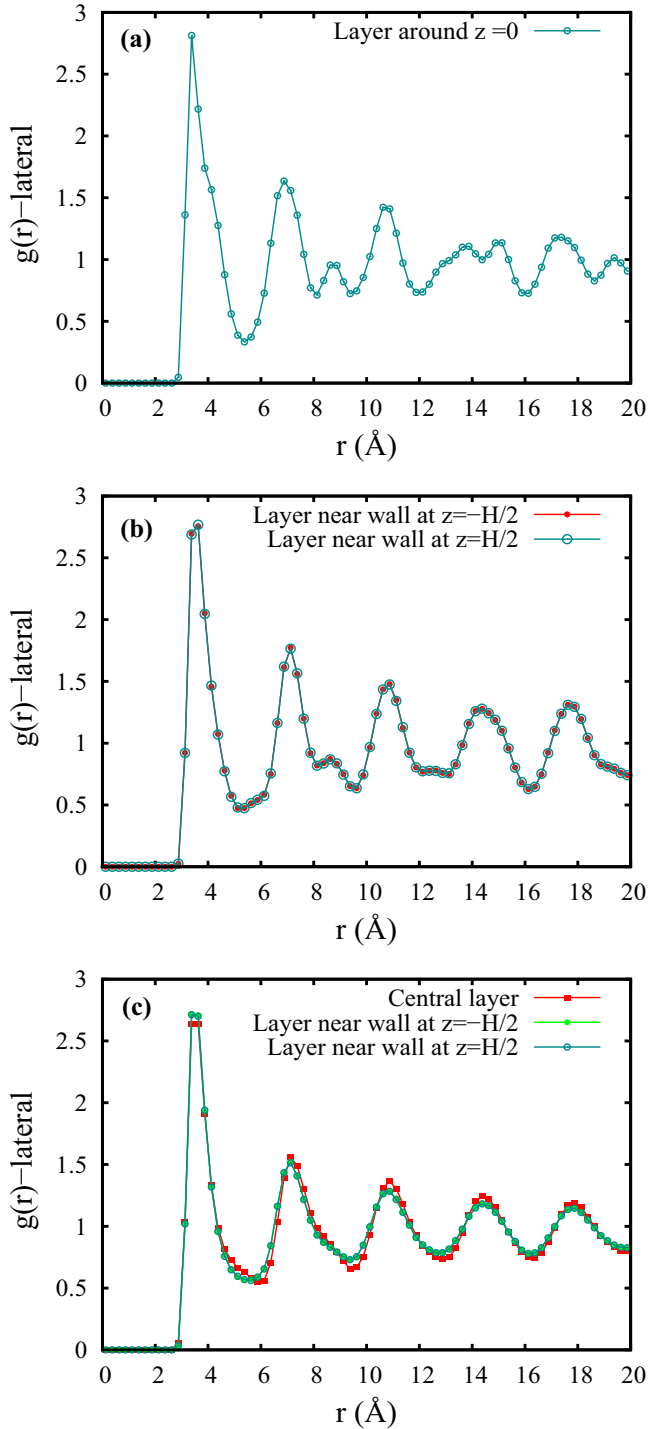 (a)
Layer around z =0
3
2.5
2
1.5
1
0.5
0
g(r)−lateral
0 2 4 6 8 10 12 14 16 18 20
r (Å)
(b)
Layer near wall at z=−H/2
Layer near wall at z=H/2
3
2.5
2
1.5
1
0.5
0
g(r)−lateral
0 2 4 6 8 10 12 14 16 18 20
r (Å)
(c)
Central layer
Layer near wall at z=−H/2
Layer near wall at z=H/2
3
2.5
2
1.5
1
0.5
0
g(r)−lateral
0 2 4 6 8 10 12 14 16 18 20
r (Å)